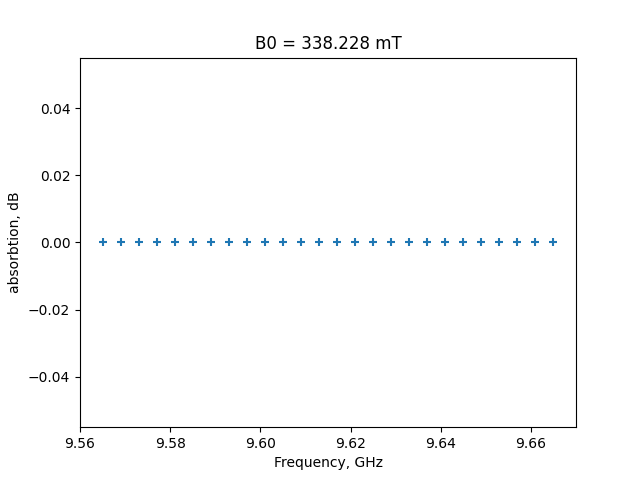 B0 = 338.228 mT
0.04
0.02
0.00
−0.02
−0.04
absorbtion, dB
9.56 9.58 9.60 9.62 9.64 9.66
Frequency, GHz